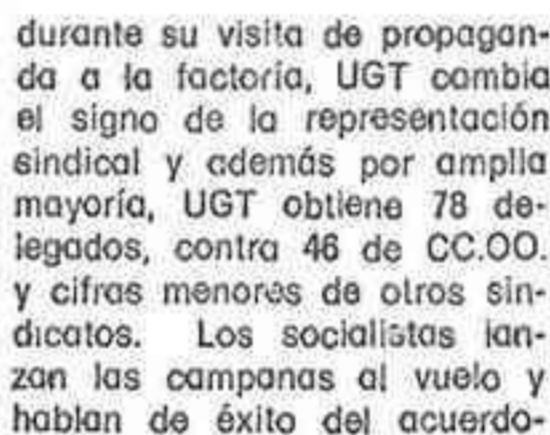 durante su visita de propagan-
da a la factoría, UGT cambia
el signo de la representación
sindical y además por amplia
mayoría, UGT obtiene 78 de-
legados, contra 46 de CC.OO.
y cifras menores de otros sin-
dicatos. Los socialistas lan-
zan las campanas al vuelo y
hablan de éxito del acuerdo-